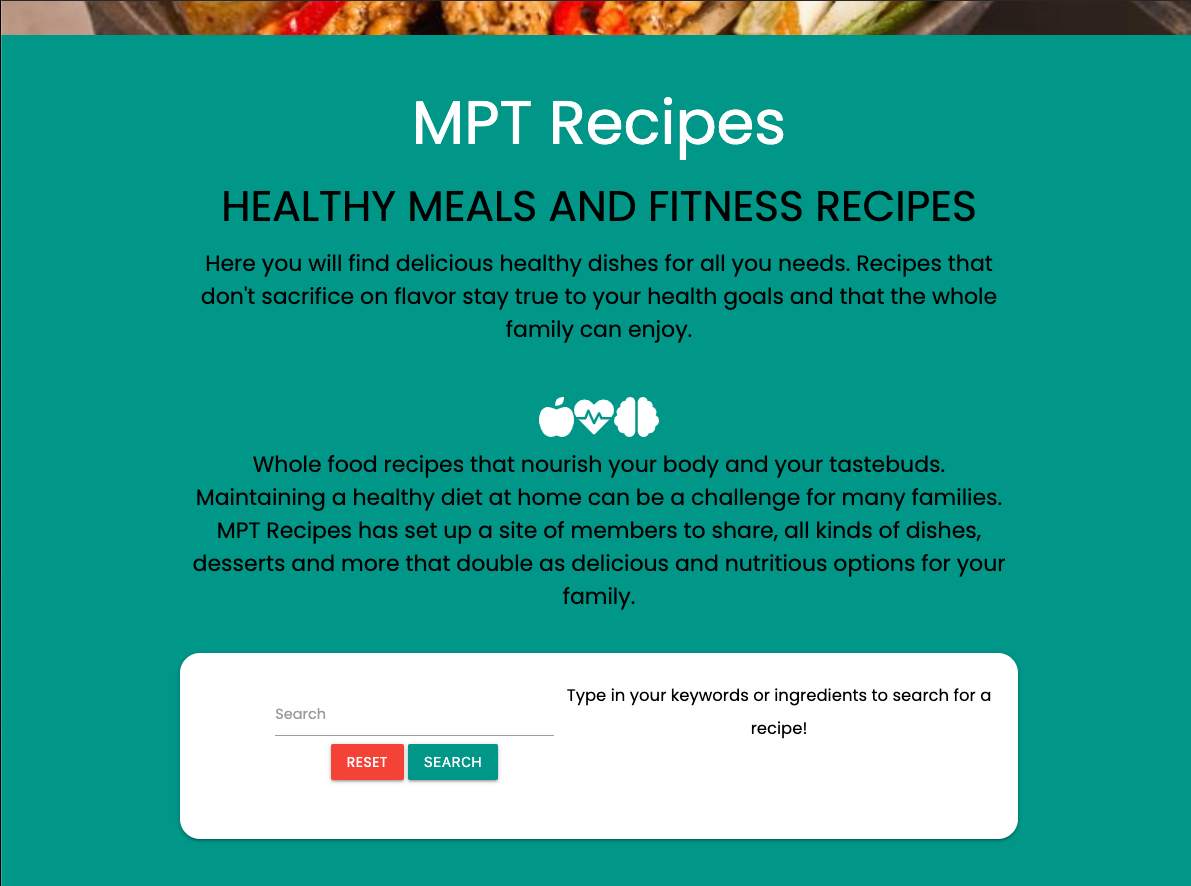 MPT Recipes
HEALTHY MEALS AND FITNESS RECIPES
Here you will find delicious healthy dishes for all you needs. Recipes that
don't sacrifice on flavor stay true to your health goals and that the whole
family can enjoy.
Whole food recipes that nourish your body and your tastebuds.
Maintaining a healthy diet at home can be a challenge for many families.
MPT Recipes has set up a site of members to share, all kinds of dishes,
desserts and more that double as delicious and nutritious options for your
family.
Search
RESET SEARCH
Type in your keywords or ingredients to search for a
recipe!